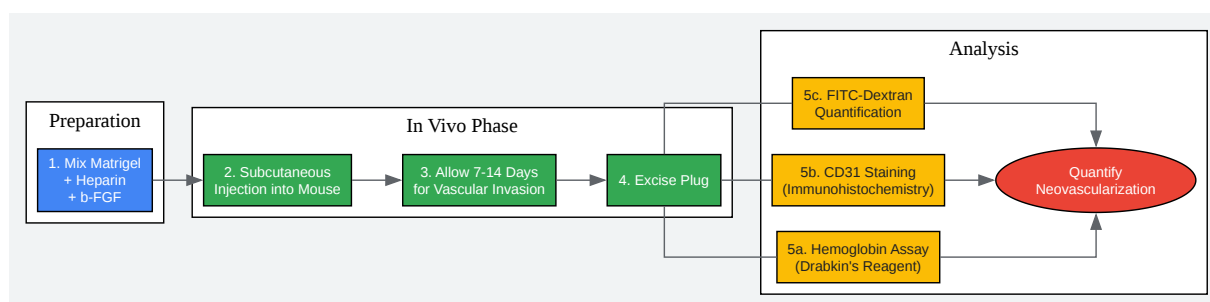 Preparation
1. Mix Matrigel
+ Heparin
+ b-FGF
In Vivo Phase
2. Subcutaneous
Injection into Mouse
3. Allow 7-14 Days
for Vascular Invasion
4. Excise Plug
Analysis
5c. FITC-Dextran
Quantification
5b. CD31 Staining
(Immunohistochemistry)
5a. Hemoglobin Assay
(Drabkin's Reagent)
Quantify
Neovascularization